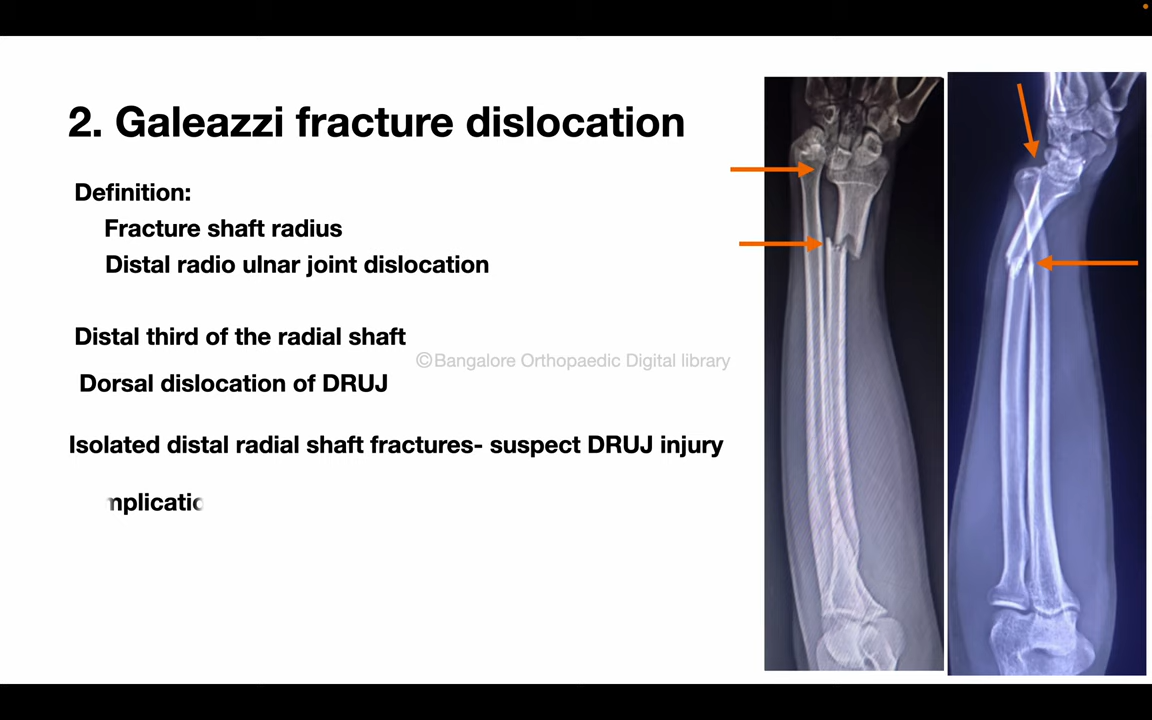 2. Galeazzi fracture dislocation
Definition:
Fracture shaft radius
Distal radio ulnar joint dislocation
Distal third of the radial shaft
©Bangalore Orthopaedic Digital library
Dorsal dislocation of DRUJ
Isolated distal radial shaft fractures- suspect DRUJ injury